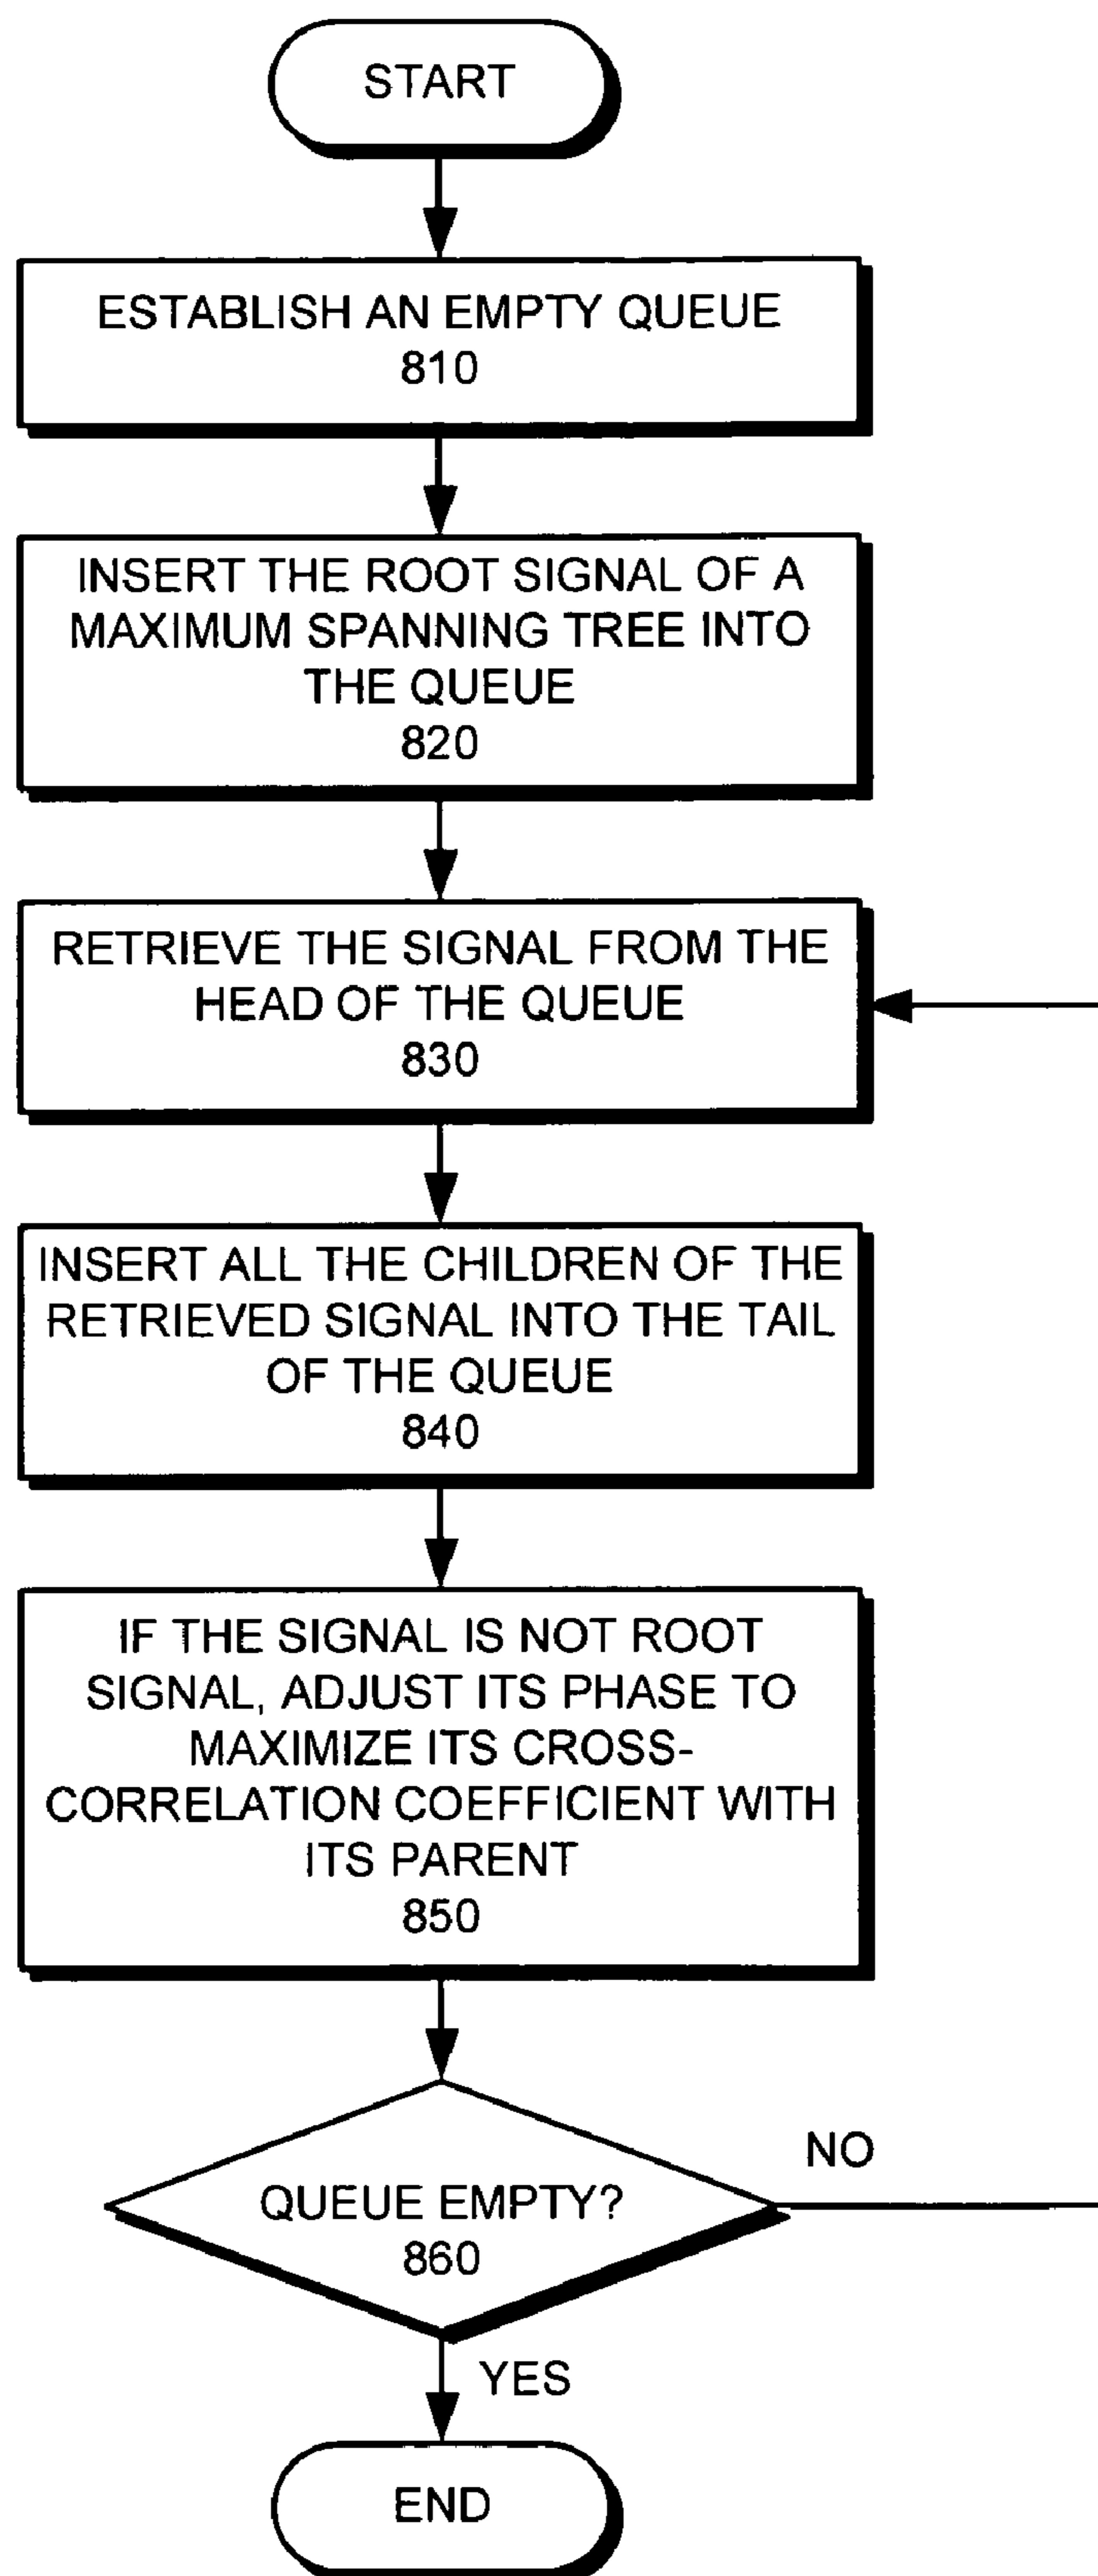 START
ESTABLISH AN EMPTY QUEUE
810
INSERT THE ROOT SIGNAL OF A
MAXIMUM SPANNING TREE INTO
THE QUEUE
820
RETRIEVE THE SIGNAL FROM THE
HEAD OF THE QUEUE
830
INSERT ALL THE CHILDREN OF THE
RETRIEVED SIGNAL INTO THE TAIL
OF THE QUEUE
840
IF THE SIGNAL IS NOT ROOT
SIGNAL, ADJUST ITS PHASE TO
MAXIMIZE ITS CROSS-
CORRELATION COEFFICIENT WITH
ITS PARENT
850
NO
QUEUE EMPTY?
860
YES
END